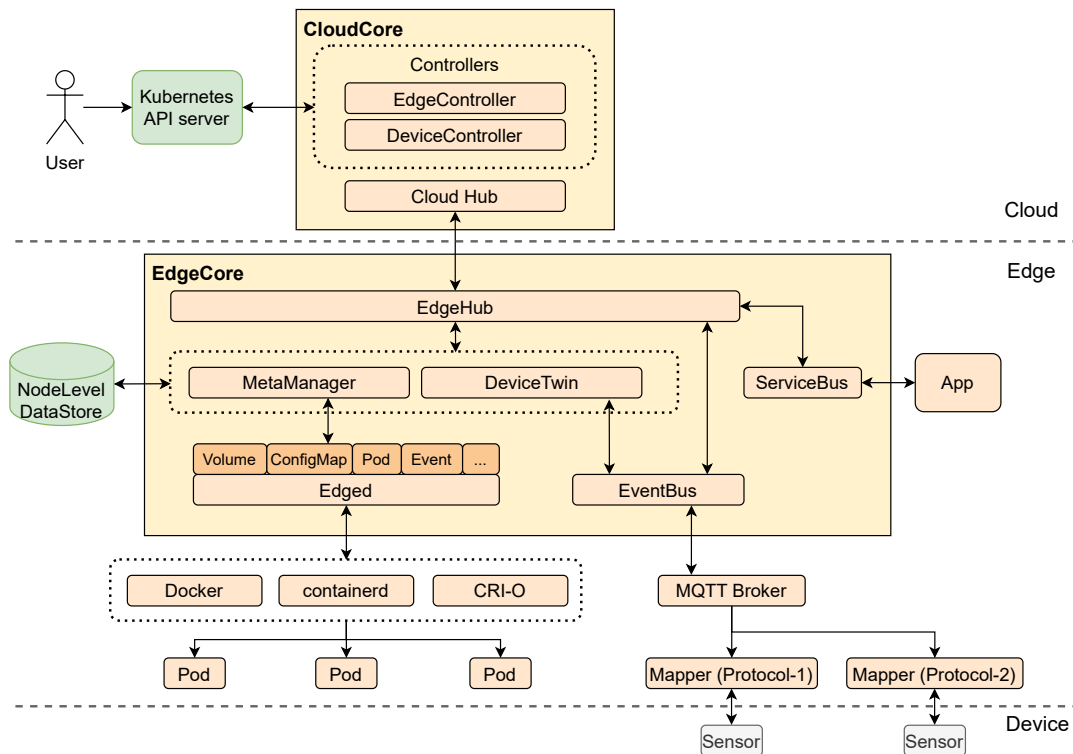 CloudCore
Controllers
EdgeController
DeviceController
Kubernetes
API server
User
Cloud Hub
Cloud
EdgeCore
Edge
EdgeHub
MetaManager
DeviceTwin
ServiceBus
App
NodeLevel
DataStore
Volume
ConfigMap
Pod
Event
...
Edged
EventBus
Docker
containerd
CRI-O
MQTT Broker
Pod
Pod
Pod
Mapper (Protocol-1)
Mapper (Protocol-2)
Device
Sensor
Sensor